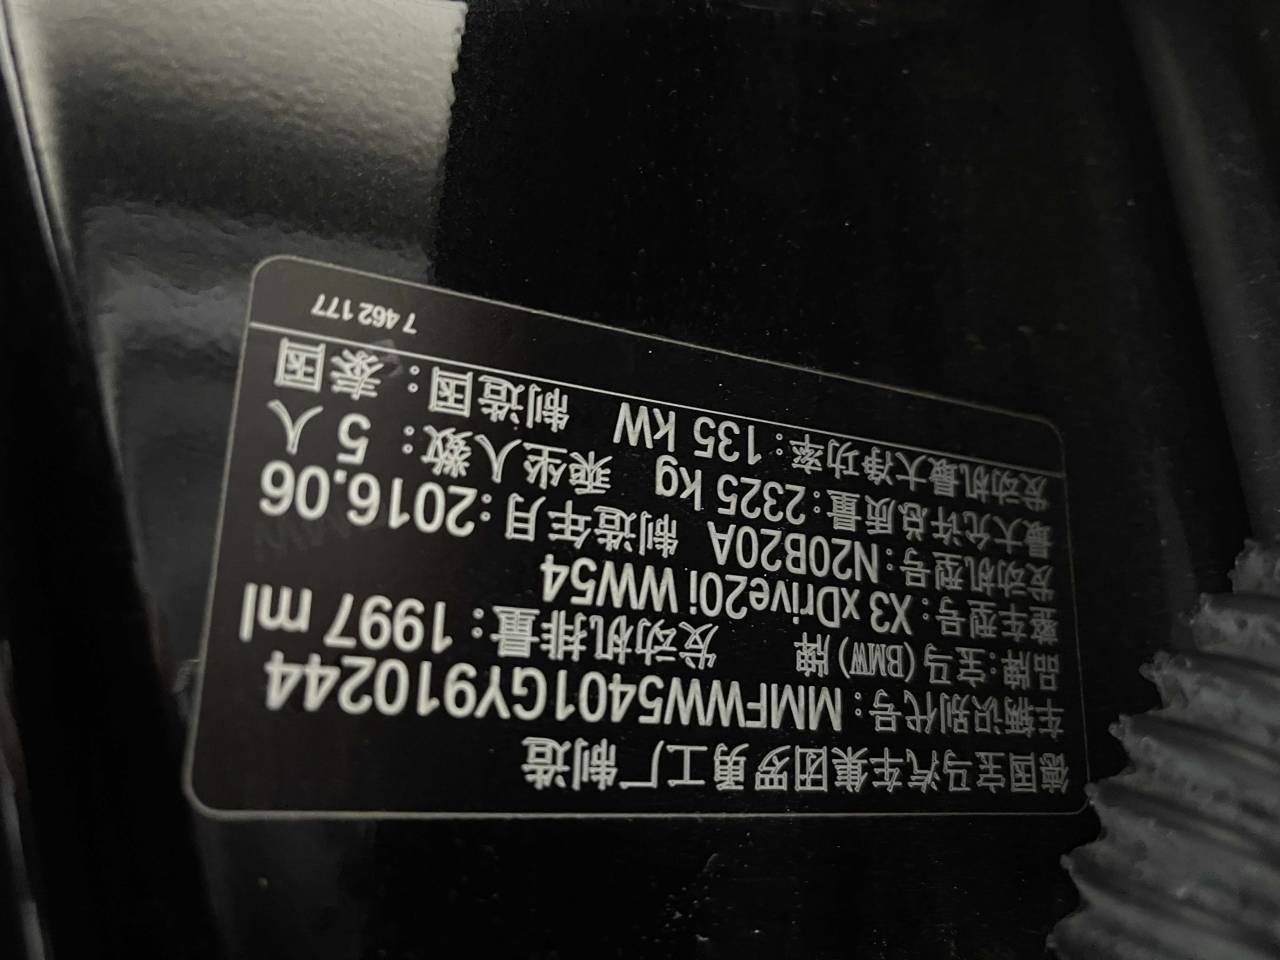 德国宝马汽车集团罗勇工厂 制造
车辆识别代号：MMFWW5401GY910244
品牌：宝马(BMW)牌 发动机排量：1997 ml
整车型号：X3 xDrive20i WW54
发动机型号：N20B20A 制造年月：2016.06
最大允许总质量：2325 kg 乘坐人数：5 人
发动机最大净功率：135 kW 制造国：泰国
7 462 177